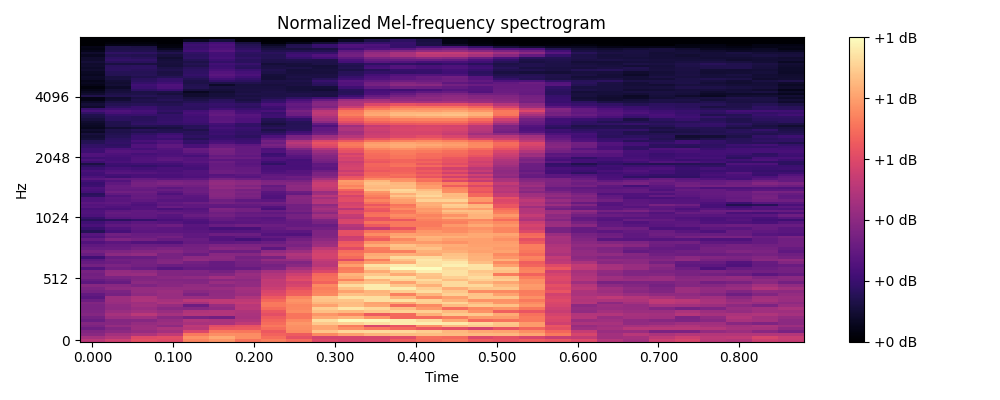 Normalized Mel-frequency spectrogram
Hz
4096
2048
1024
512
0
0.000 0.100 0.200 0.300 0.400 0.500 0.600 0.700 0.800
Time
+1 dB
+1 dB
+1 dB
+0 dB
+0 dB
+0 dB